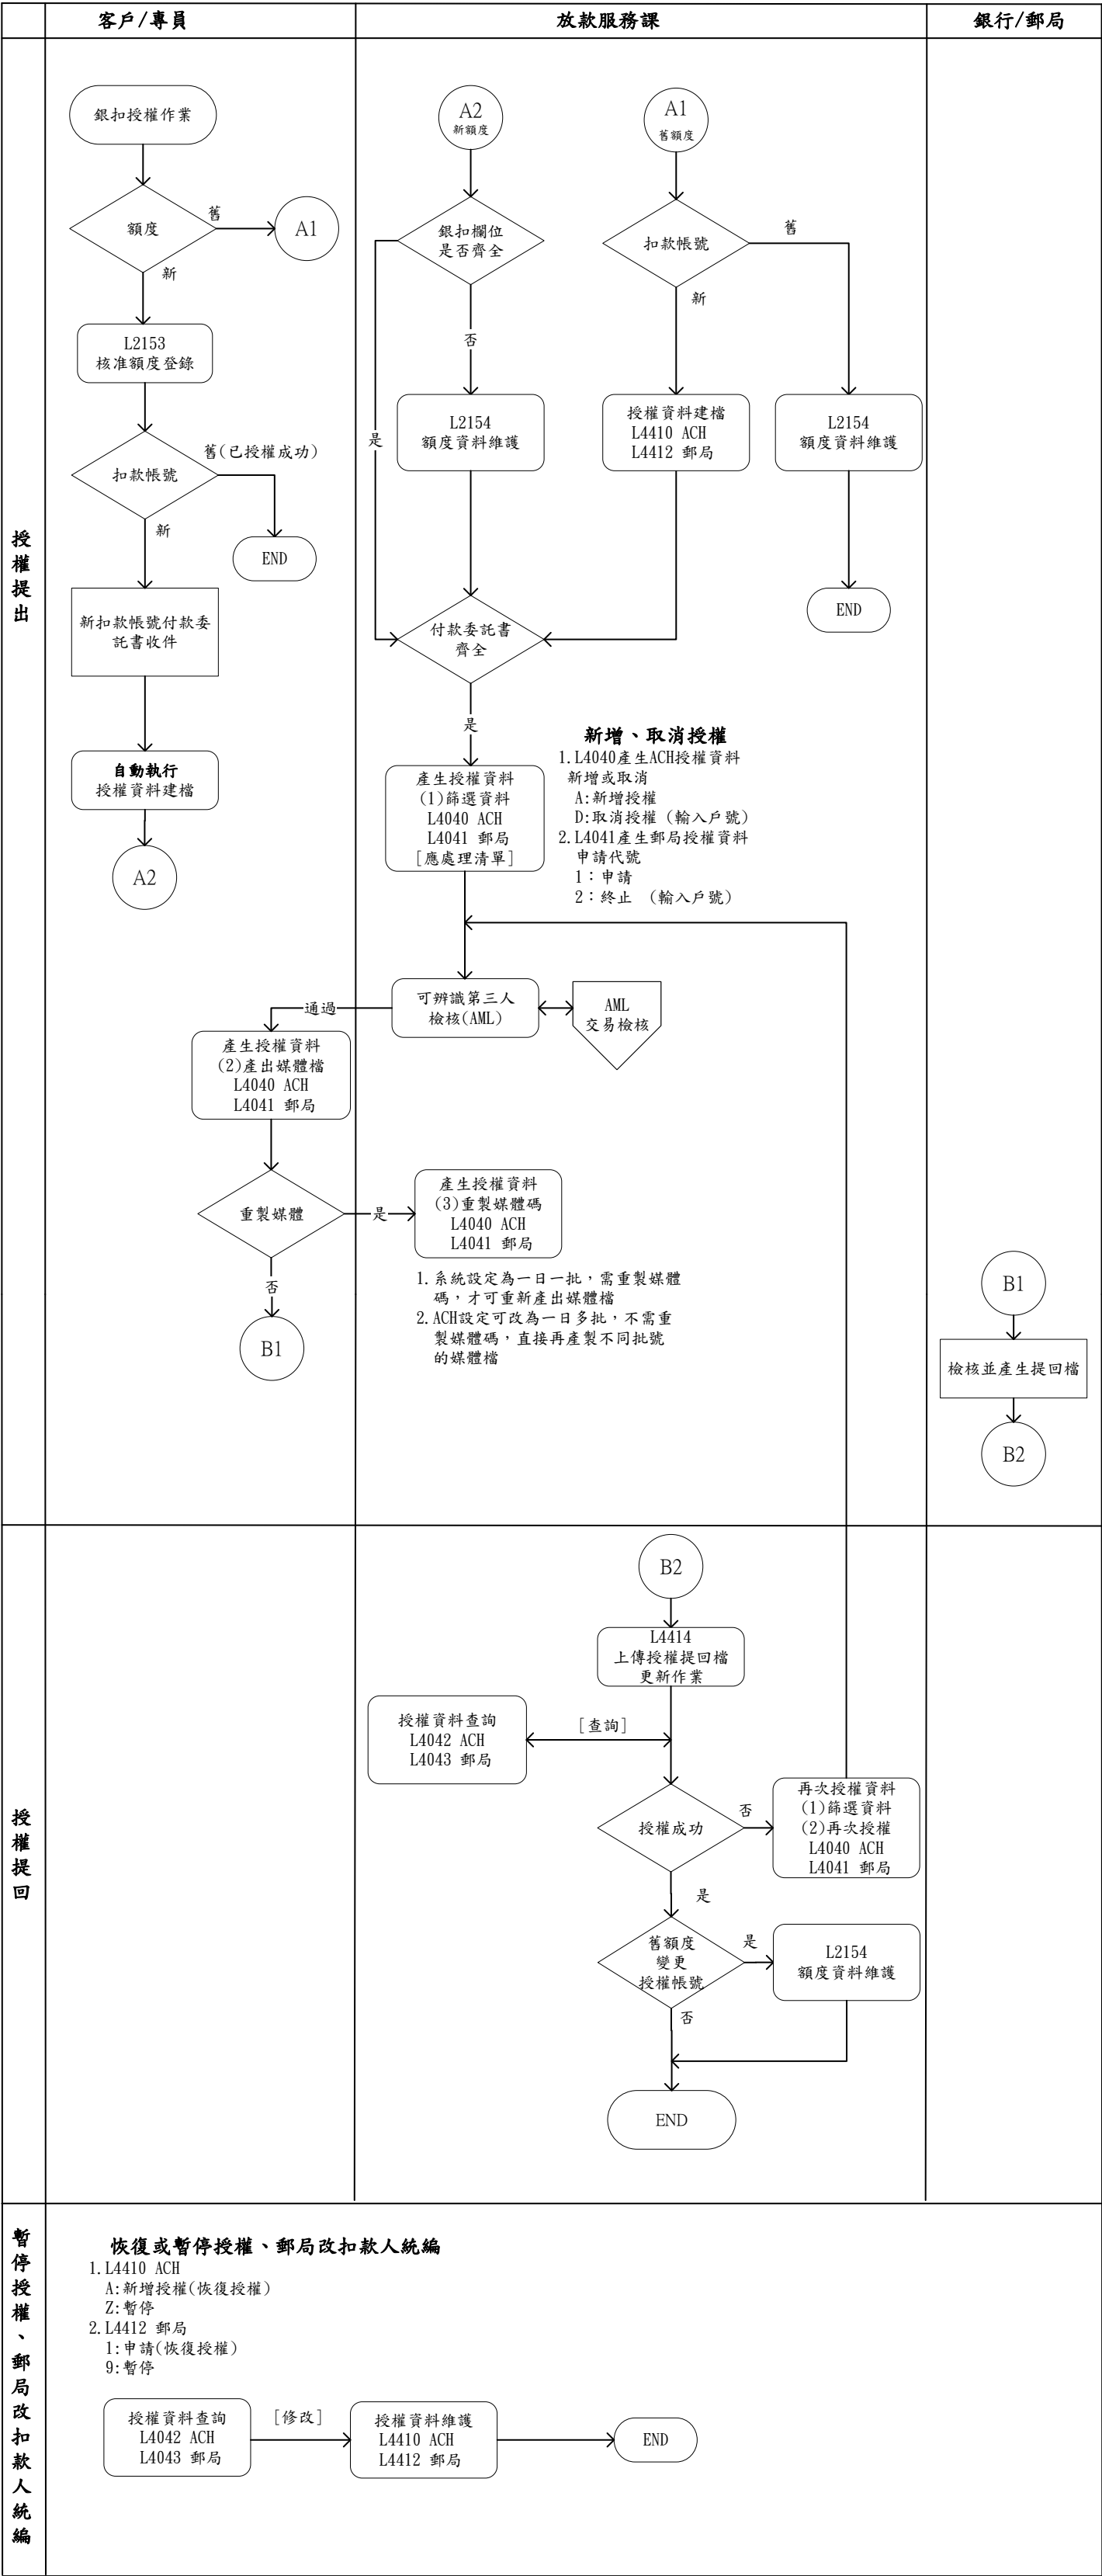 客戶/專員
放款服務課
銀行/郵局
授權提出
銀扣授權作業
額度
舊
A1
新
L2153
核准額度登錄
扣款帳號
舊(已授權成功)
END
新
新扣款帳號付款委
託書收件
自動執行
授權資料建檔
A2
A2
新額度
銀扣欄位
是否齊全
是
否
L2154
額度資料維護
A1
舊額度
扣款帳號
舊
新
授權資料建檔
L4410 ACH
L4412 郵局
L2154
額度資料維護
END
付款委託書
齊全
是
產生授權資料
(1)篩選資料
L4040 ACH
L4041 郵局
[應處理清單]
新增、取消授權
1.L4040產生ACH授權資料
新增或取消
A:新增授權
D:取消授權（輸入戶號）
2.L4041產生郵局授權資料
申請代號
1：申請
2：終止 （輸入戶號）
可辨識第三人
檢核(AML)
AML
交易檢核
通過
產生授權資料
(2)產出媒體檔
L4040 ACH
L4041 郵局
重製媒體
是
產生授權資料
(3)重製媒體碼
L4040 ACH
L4041 郵局
否
B1
1.系統設定為一日一批，需重製媒體
碼，才可重新產出媒體檔
2.ACH設定可改為一日多批，不需重
製媒體碼，直接再產製不同批號
的媒體檔
B1
檢核並產生提回檔
B2
授權提回
B2
L4414
上傳授權提回檔
更新作業
授權資料查詢
L4042 ACH
L4043 郵局
[查詢]
授權成功
否
再次授權資料
(1)篩選資料
(2)再次授權
L4040 ACH
L4041 郵局
是
舊額度
變更
授權帳號
是
L2154
額度資料維護
否
END
暫停授權、郵局改扣款人統編
恢復或暫停授權、郵局改扣款人統編
1.L4410 ACH
A:新增授權(恢復授權)
Z:暫停
2.L4412 郵局
1:申請(恢復授權)
9:暫停
授權資料查詢
L4042 ACH
L4043 郵局
[修改]
授權資料維護
L4410 ACH
L4412 郵局
END